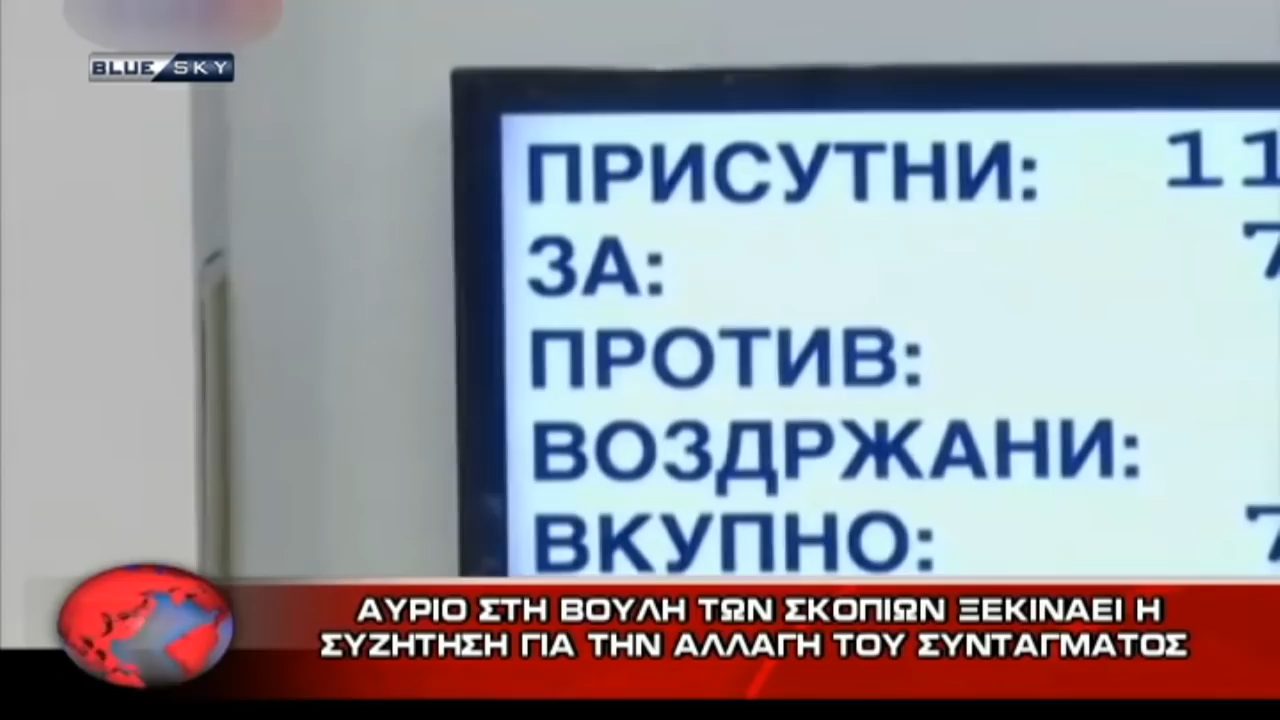 BLUE SKY
ПРИСУТНИ: 11
ЗА: 7
ПРОТИВ:
ВОЗДРЖАНИ:
ВКУПНО: 7
ΑΥΡΙΟ ΣΤΗ ΒΟΥΛΗ ΤΩΝ ΣΚΟΠΙΩΝ ΞΕΚΙΝΑΕΙ Η
ΣΥΖΗΤΗΣΗ ΓΙΑ ΤΗΝ ΑΛΛΑΓΗ ΤΟΥ ΣΥΝΤΑΓΜΑΤΟΣ